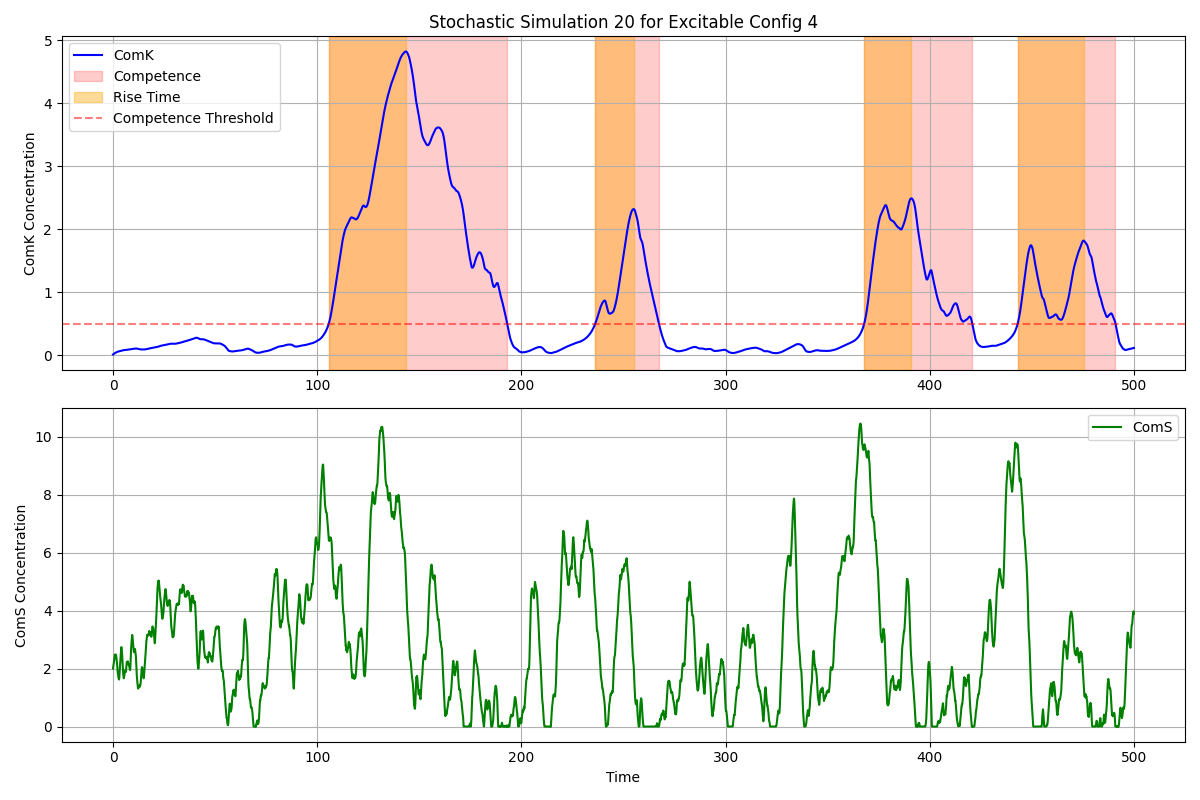 Stochastic Simulation 20 for Excitable Config 4
ComK Concentration
5
4
3
2
1
0
ComK
Competence
Rise Time
Competence Threshold
0 100 200 300 400 500
ComS Concentration
10
8
6
4
2
0
ComS
0 100 200 300 400 500
Time